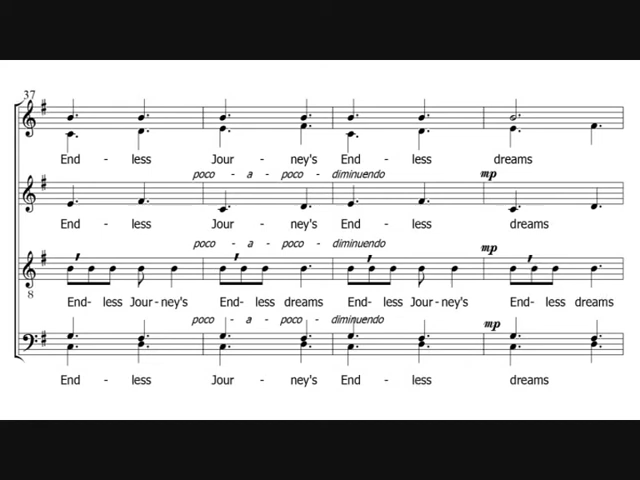 37
End - less Jour - ney's End - less dreams
poco - a - poco - diminuendo mp
End - less Jour - ney's End - less dreams
poco - a - poco - diminuendo mp
8
End- less Jour-ney's End- less dreams End- less Jour-ney's End- less dreams
poco - a - poco - diminuendo mp
End - less Jour - ney's End - less dreams